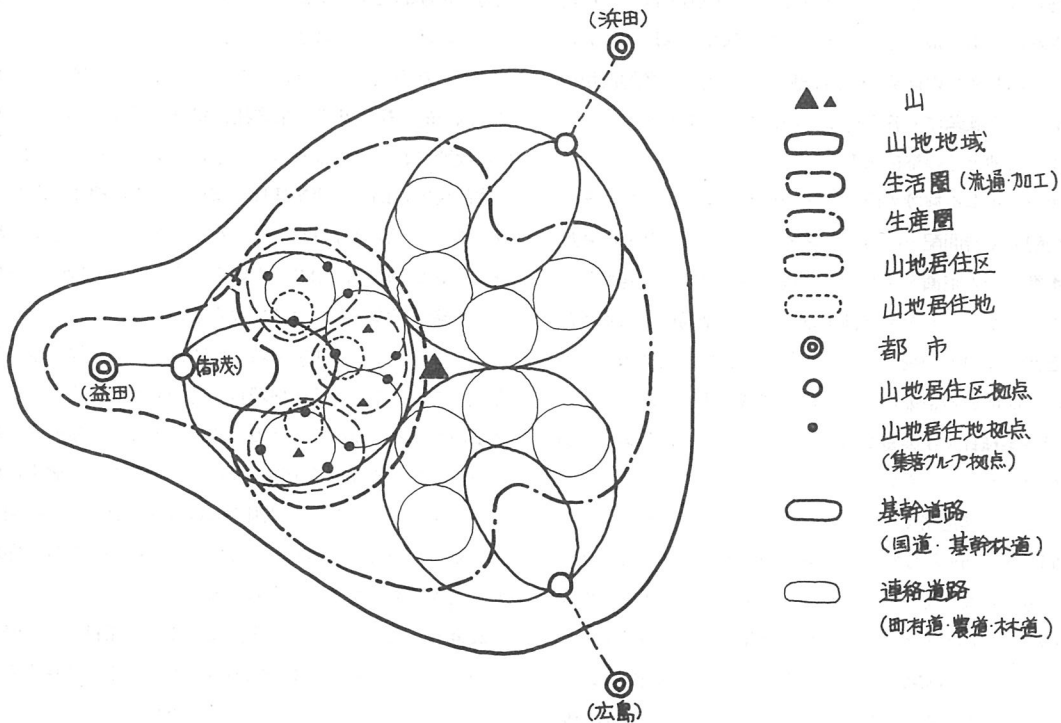 (浜田)
(都茂)
(益田)
(広島)
山
山地地域
生活圏(流通・加工)
生産圏
山地居住区
山地居住地
都市
山地居住区拠点
山地居住地拠点
(集落グループ拠点)
基幹道路
(国道・基幹林道)
連絡道路
(町村道・農道・林道)